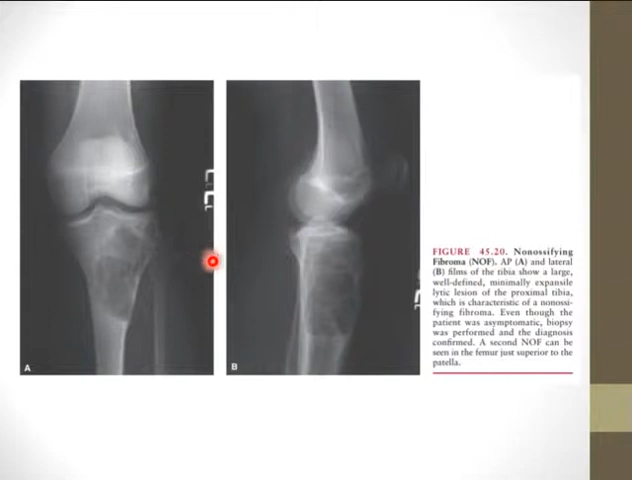 A
B
FIGURE 45.20. Nonossifying
Fibroma (NOF). AP (A) and lateral
(B) films of the tibia show a large,
well-defined, minimally expansile
lytic lesion of the proximal tibia,
which is characteristic of a nonossi-
fying fibroma. Even though the
patient was asymptomatic, biopsy
was performed and the diagnosis
confirmed. A second NOF can be
seen in the femur just superior to the
patella.